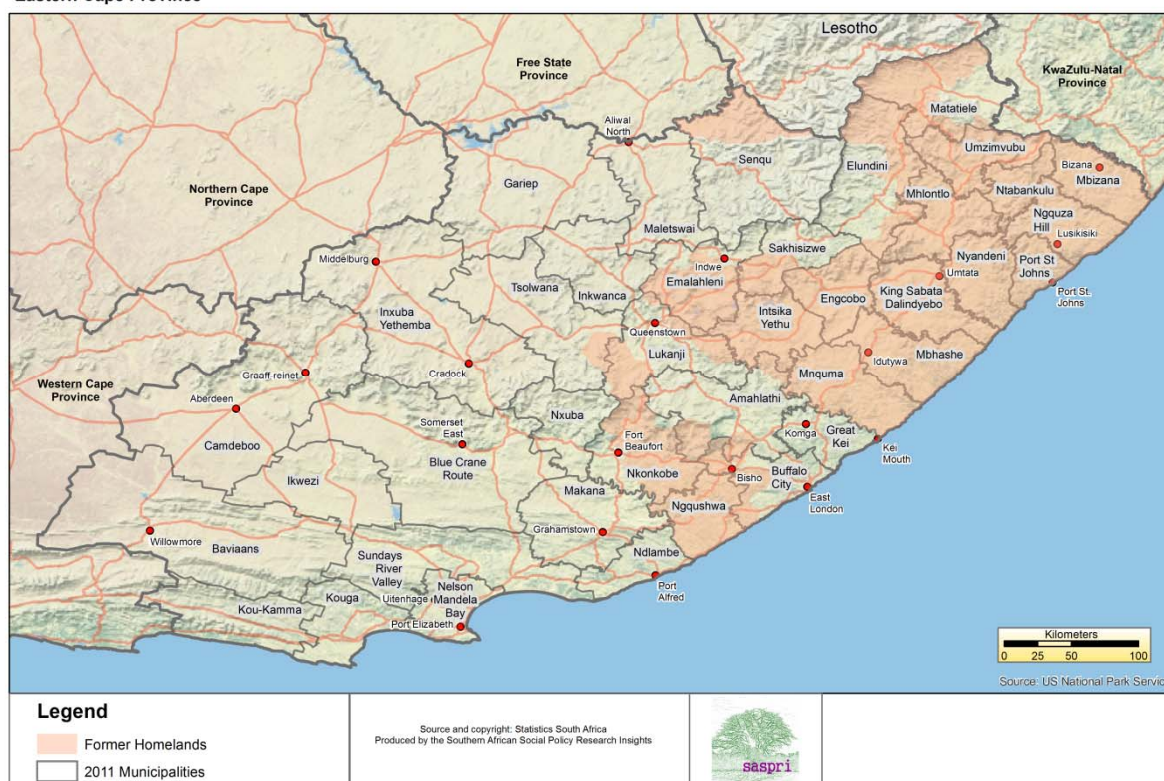 Eastern Cape Province
Lesotho
Free State
Province
KwaZulu-Natal
Province
Matatiele
Aliwal
North
Umzimvubu
Senqu
Elundini
Bizana
Mbizana
Gariep
Northern Cape
Province
Mhlontlo
Ntabankulu
Ngquza
Hill
Lusikisiki
Maletswai
Sakhisizwe
Nyandeni
Port St
Johns
Middelburg
Indwe
Emalahleni
Umtata
Tsolwana
Inkwanca
Engcobo
King Sabata
Dalindyebo
Port St.
Johns
Inxuba
Yethemba
Intsika
Yethu
Queenstown
Lukanji
Idutywa
Mbhashe
Western Cape
Province
Graaff-reinet
Cradock
Mnquma
Aberdeen
Amahlathi
Nxuba
Somerset
East
Komga
Great
Kei
Camdeboo
Fort
Beaufort
Kei
Mouth
Blue Crane
Route
Nkonkobe
Bisho
Buffalo
City
Ikwezi
Makana
East
London
Ngqushwa
Willowmore
Grahamstown
Baviaans
Sundays
River
Valley
Ndlambe
Nelson
Mandela
Bay
Port
Alfred
Kouga
Uitenhage
Kou-Kamma
Port Elizabeth
Kilometers
0 25 50 100
Source: US National Park Servic
Legend
Former Homelands
2011 Municipalities
Source and copyright: Statistics South Africa
Produced by the Southern African Social Policy Research Insights
saspri